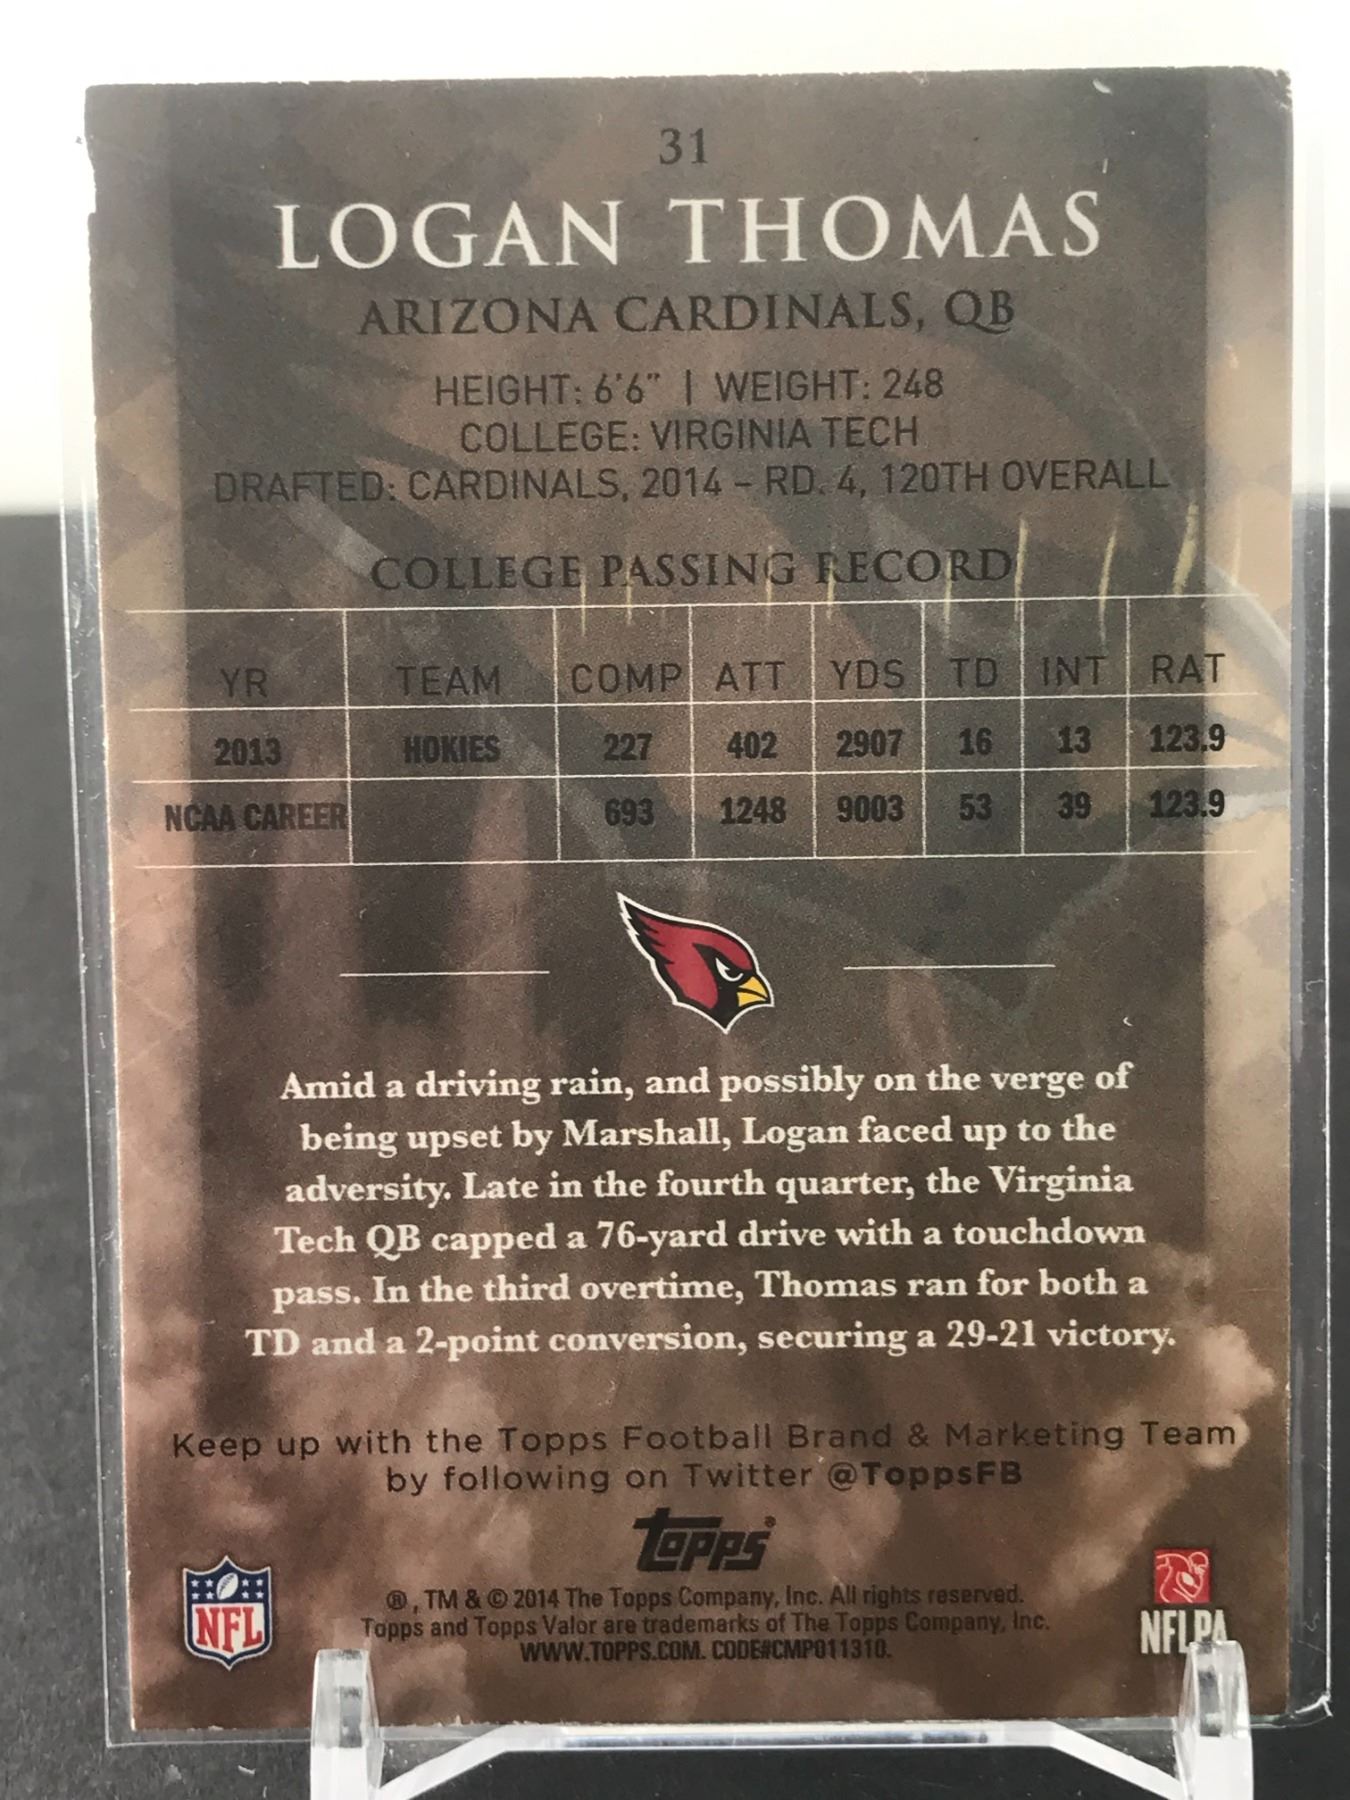 31
LOGAN THOMAS
ARIZONA CARDINALS, QB
HEIGHT: 6'6" | WEIGHT: 248
COLLEGE: VIRGINIA TECH
DRAFTED: CARDINALS, 2014 – RD. 4, 120TH OVERALL
COLLEGE PASSING RECORD
YR TEAM COMP ATT YDS TD INT RAT
2013 HOKIES 227 402 2907 16 13 123.9
NCAA CAREER 693 1248 9003 53 39 123.9
Amid a driving rain, and possibly on the verge of
being upset by Marshall, Logan faced up to the
adversity. Late in the fourth quarter, the Virginia
Tech QB capped a 76-yard drive with a touchdown
pass. In the third overtime, Thomas ran for both a
TD and a 2-point conversion, securing a 29-21 victory.
Keep up with the Topps Football Brand & Marketing Team
by following on Twitter @ToppsFB
Topps®
®, TM & © 2014 The Topps Company, Inc. All rights reserved.
Topps and Topps Valor are trademarks of The Topps Company, Inc.
WWW.TOPPS.COM. CODE#CMP011310.
NFL
NFLPA